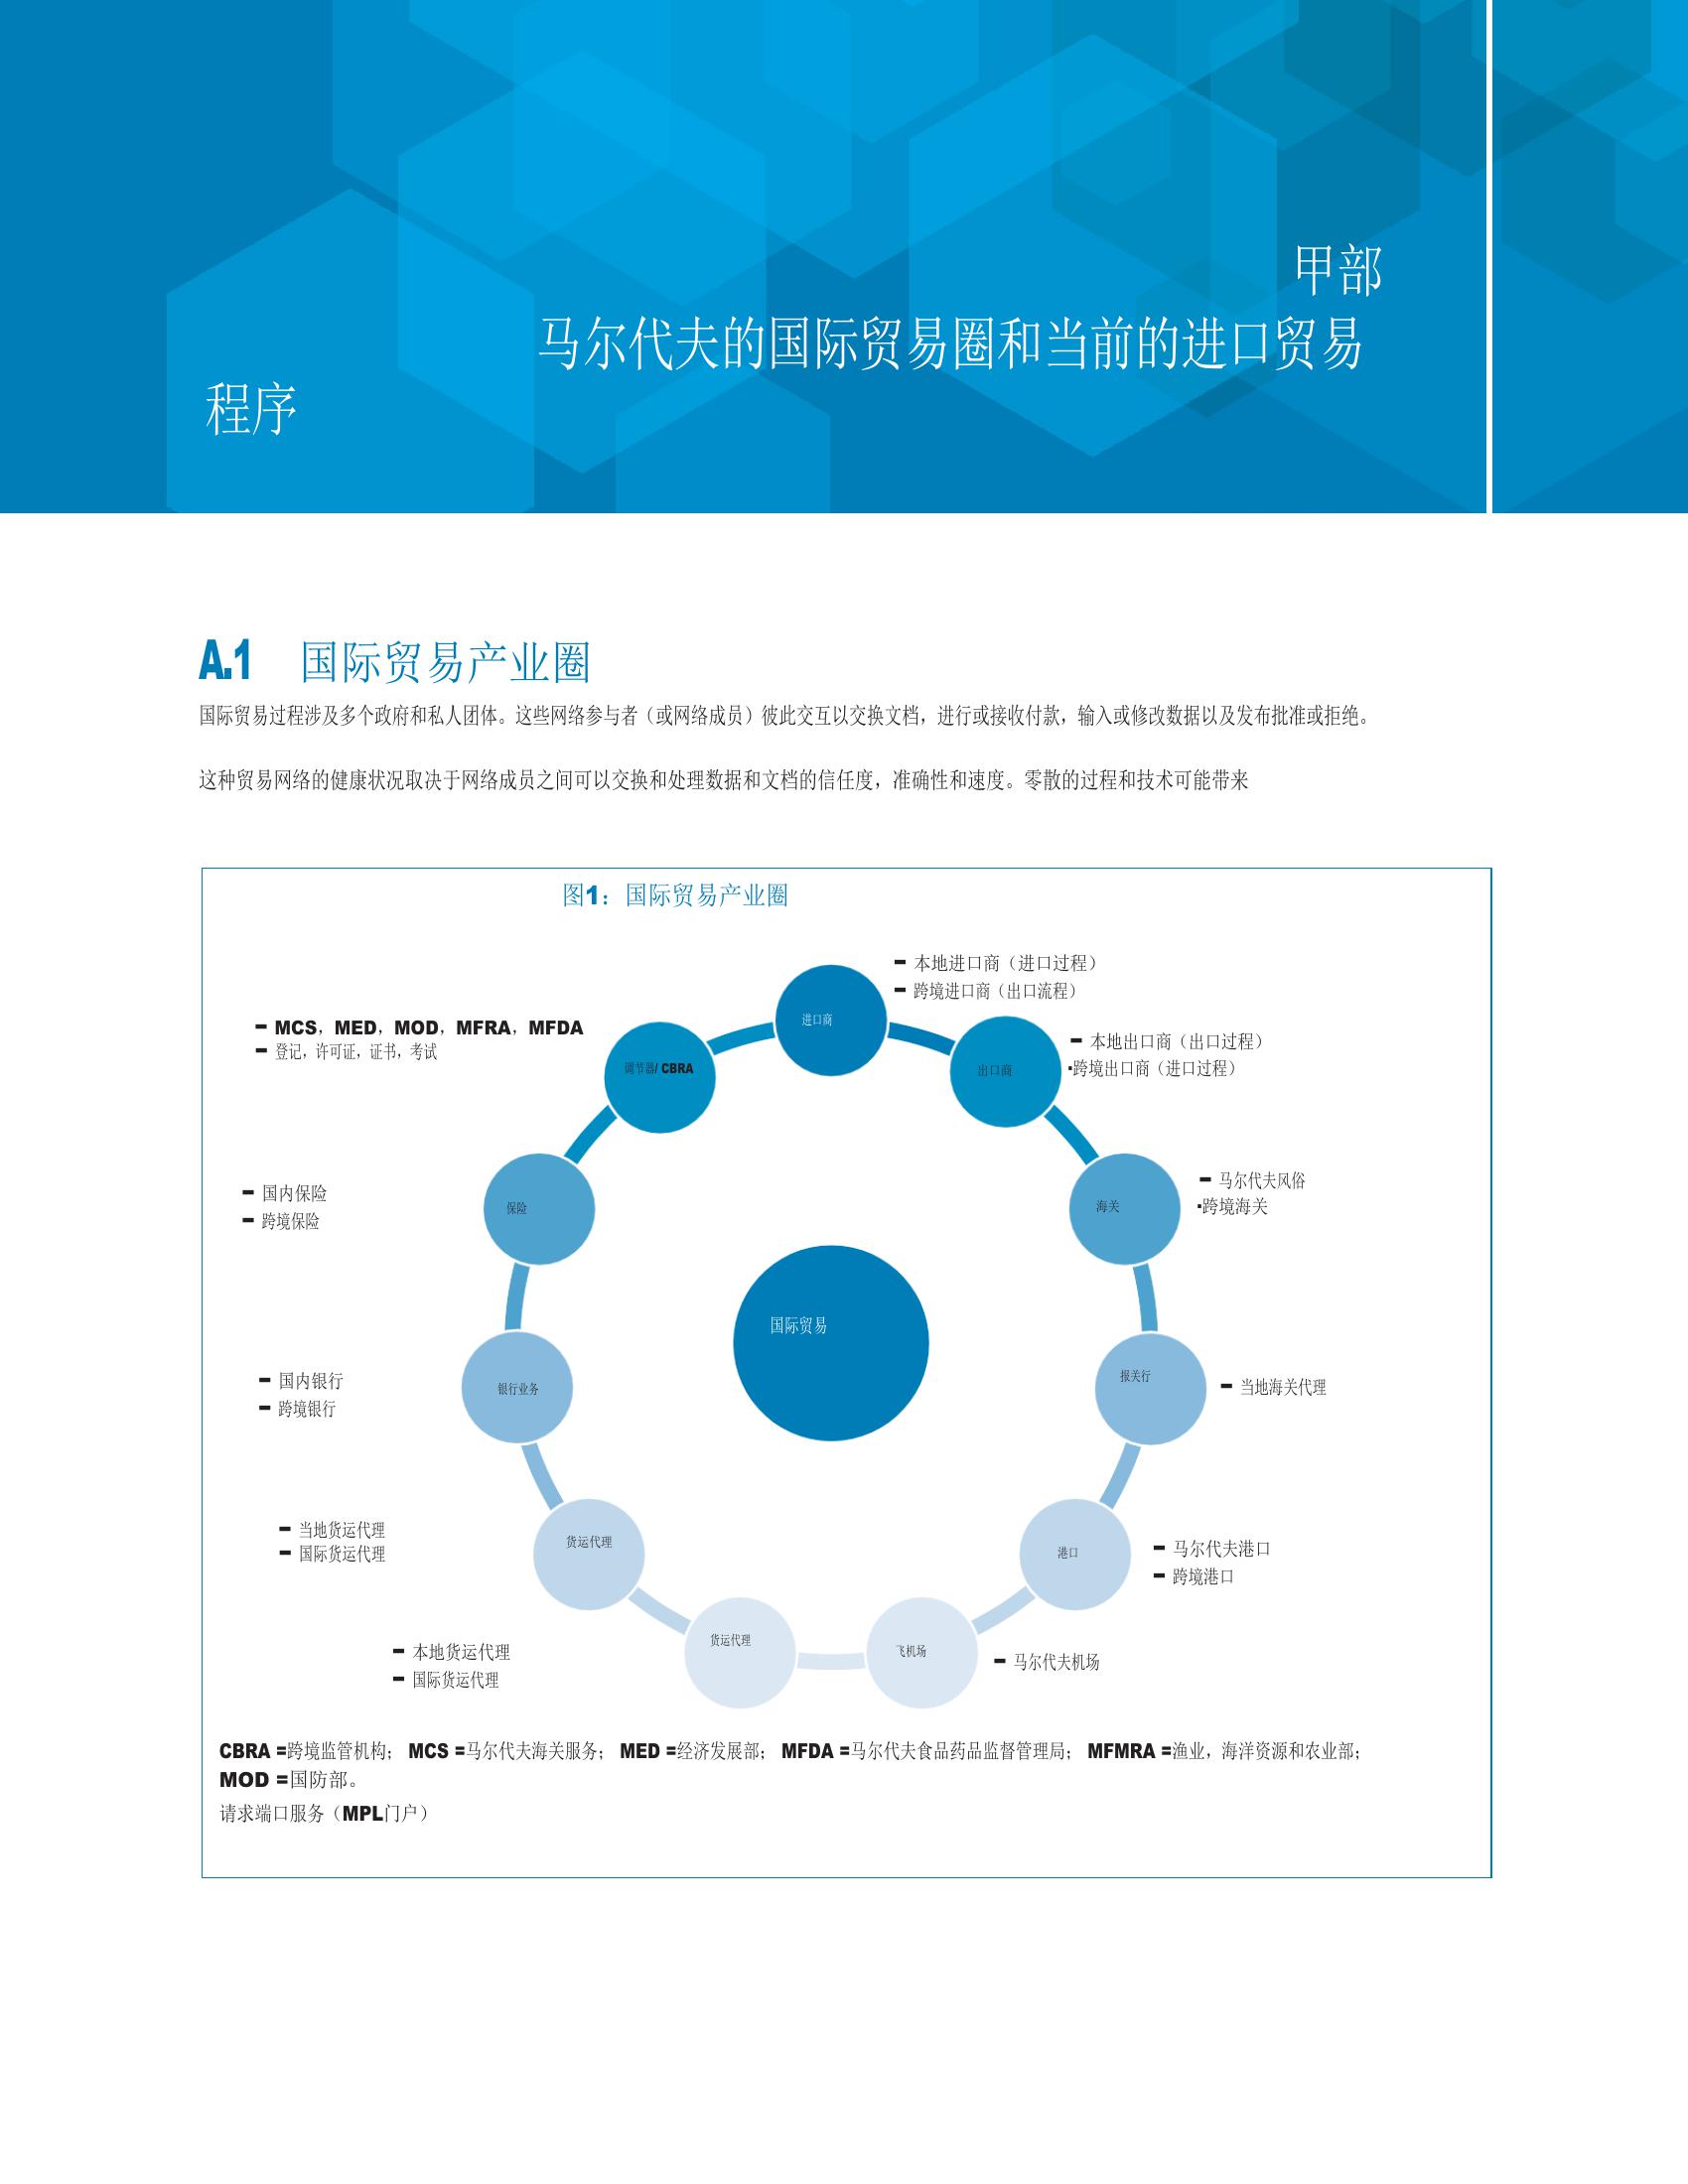 甲部
马尔代夫的国际贸易圈和当前的进口贸易
程序
A.1 国际贸易产业圈
国际贸易过程涉及多个政府和私人团体。这些网络参与者（或网络成员）彼此交互以交换文档，进行或接收付款，输入或修改数据以及发布批准或拒绝。
这种贸易网络的健康状况取决于网络成员之间可以交换和处理数据和文档的信任度，准确性和速度。零散的过程和技术可能带来
图1：国际贸易产业圈
进口商
- 本地进口商（进口过程）
- 跨境进口商（出口流程）
出口商
- 本地出口商（出口过程）
·跨境出口商（进口过程）
海关
- 马尔代夫风俗
·跨境海关
报关行
- 当地海关代理
港口
- 马尔代夫港口
- 跨境港口
飞机场
- 马尔代夫机场
货运代理
- 本地货运代理
- 国际货运代理
货运代理
- 当地货运代理
- 国际货运代理
银行业务
- 国内银行
- 跨境银行
保险
- 国内保险
- 跨境保险
调节器/ CBRA
- MCS，MED，MOD，MFRA，MFDA
- 登记，许可证，证书，考试
国际贸易
CBRA =跨境监管机构； MCS =马尔代夫海关服务； MED =经济发展部； MFDA =马尔代夫食品药品监督管理局； MFMRA =渔业，海洋资源和农业部；
MOD =国防部。
请求端口服务（MPL门户）